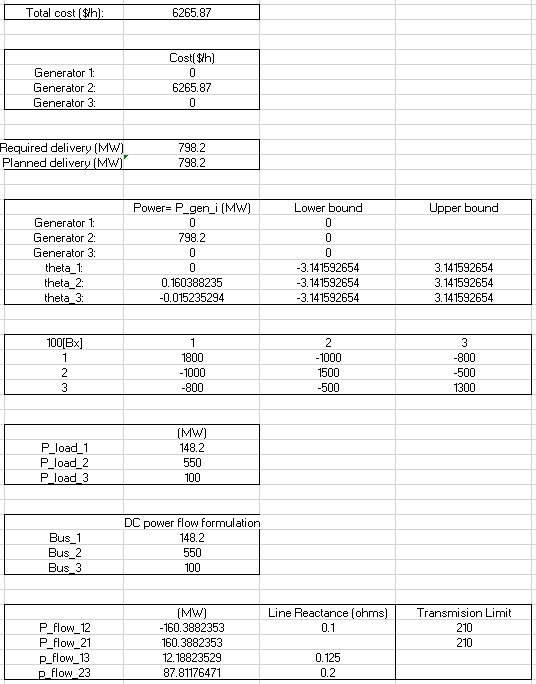 Total cost ($/h): 6265.87
Cost($/h)
Generator 1: 0
Generator 2: 6265.87
Generator 3: 0
Required delivery (MW) 798.2
Planned delivery (MW) 798.2
Power= P_gen_i (MW) Lower bound Upper bound
Generator 1: 0 0
Generator 2: 798.2 0
Generator 3: 0 0
theta_1: 0 -3.141592654 3.141592654
theta_2: 0.160388235 -3.141592654 3.141592654
theta_3: -0.015235294 -3.141592654 3.141592654
100[Bx] 1 2 3
1 1800 -1000 -800
2 -1000 1500 -500
3 -800 -500 1300
(MW)
P_load_1 148.2
P_load_2 550
P_load_3 100
DC power flow formulation
Bus_1 148.2
Bus_2 550
Bus_3 100
(MW) Line Reactance (ohms) Transmision Limit
P_flow_12 -160.3882353 0.1 210
P_flow_21 160.3882353 210
p_flow_13 12.18823529 0.125
p_flow_23 87.81176471 0.2